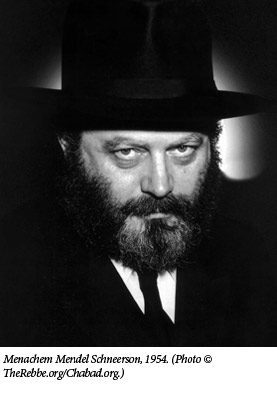 Menachem Mendel Schneerson, 1954. (Photo ©
TheRebbe.org/Chabad.org.)